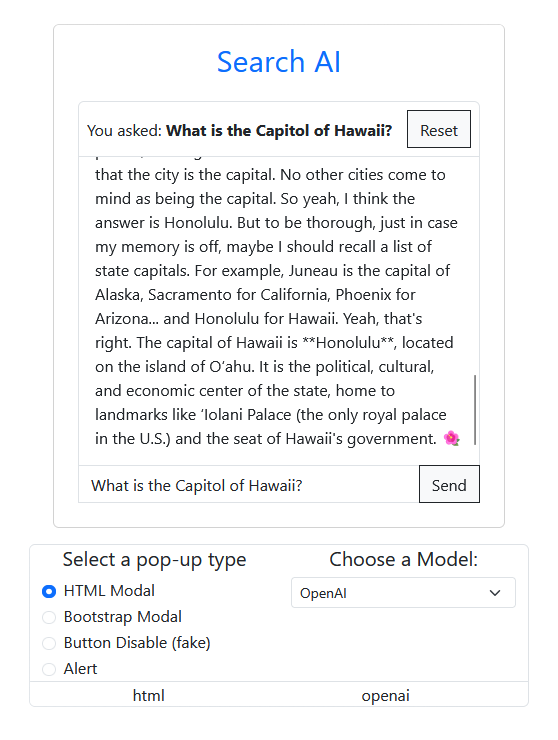 Search AI
You asked: What is the Capitol of Hawaii?
Reset
that the city is the capital. No other cities come to
mind as being the capital. So yeah, I think the
answer is Honolulu. But to be thorough, just in case
my memory is off, maybe I should recall a list of
state capitals. For example, Juneau is the capital of
Alaska, Sacramento for California, Phoenix for
Arizona... and Honolulu for Hawaii. Yeah, that's
right. The capital of Hawaii is **Honolulu**, located
on the island of Oʻahu. It is the political, cultural,
and economic center of the state, home to
landmarks like ʻIolani Palace (the only royal palace
in the U.S.) and the seat of Hawaii's government. 🌺
What is the Capitol of Hawaii?
Send
Select a pop-up type
HTML Modal
Bootstrap Modal
Button Disable (fake)
Alert
html
Choose a Model:
OpenAI
openai